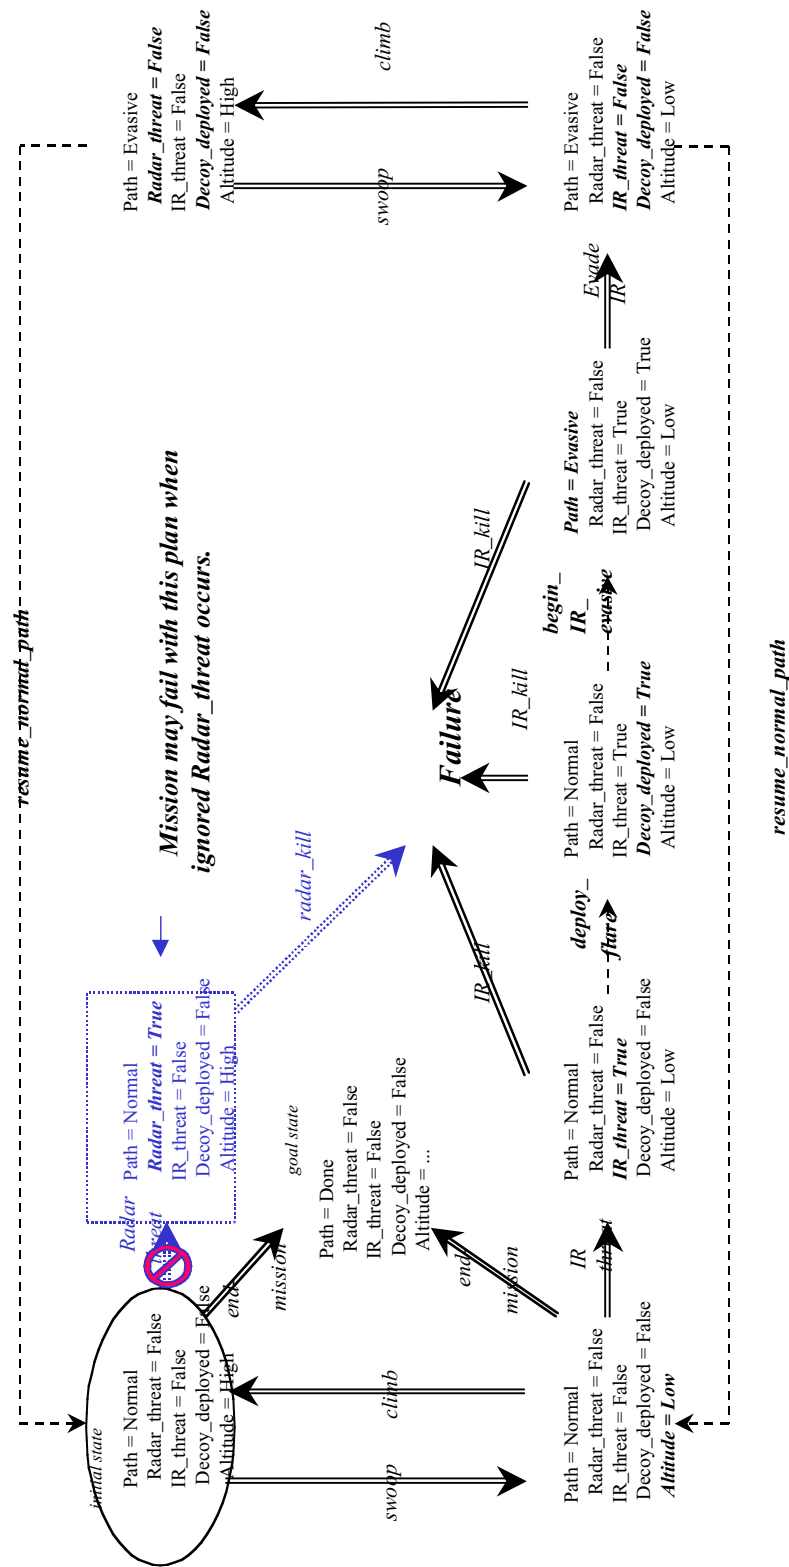 initial state
Path = Normal
Radar_threat = False
IR_threat = False
Decoy_deployed = False
Altitude = High
Radar
threat
Path = Normal
Radar_threat = True
IR_threat = False
Decoy_deployed = False
Altitude = High
Mission may fail with this plan when
ignored Radar_threat occurs.
resume_normal_path
Path = Evasive
Radar_threat = False
IR_threat = False
Decoy_deployed = False
Altitude = High
end
mission
goal state
Path = Done
Radar_threat = False
IR_threat = False
Decoy_deployed = False
Altitude = ...
radar_kill
swoop
climb
end
mission
Failure
IR_kill
IR_kill
IR_kill
swoop
climb
Path = Normal
Radar_threat = False
IR_threat = False
Decoy_deployed = False
Altitude = Low
IR
threat
Path = Normal
Radar_threat = False
IR_threat = True
Decoy_deployed = False
Altitude = Low
deploy_
flare
Path = Normal
Radar_threat = False
IR_threat = True
Decoy_deployed = True
Altitude = Low
begin_
IR_
evasive
Path = Evasive
Radar_threat = False
IR_threat = True
Decoy_deployed = True
Altitude = Low
Evade
IR
Path = Evasive
Radar_threat = False
IR_threat = False
Decoy_deployed = False
Altitude = Low
resume_normal_path